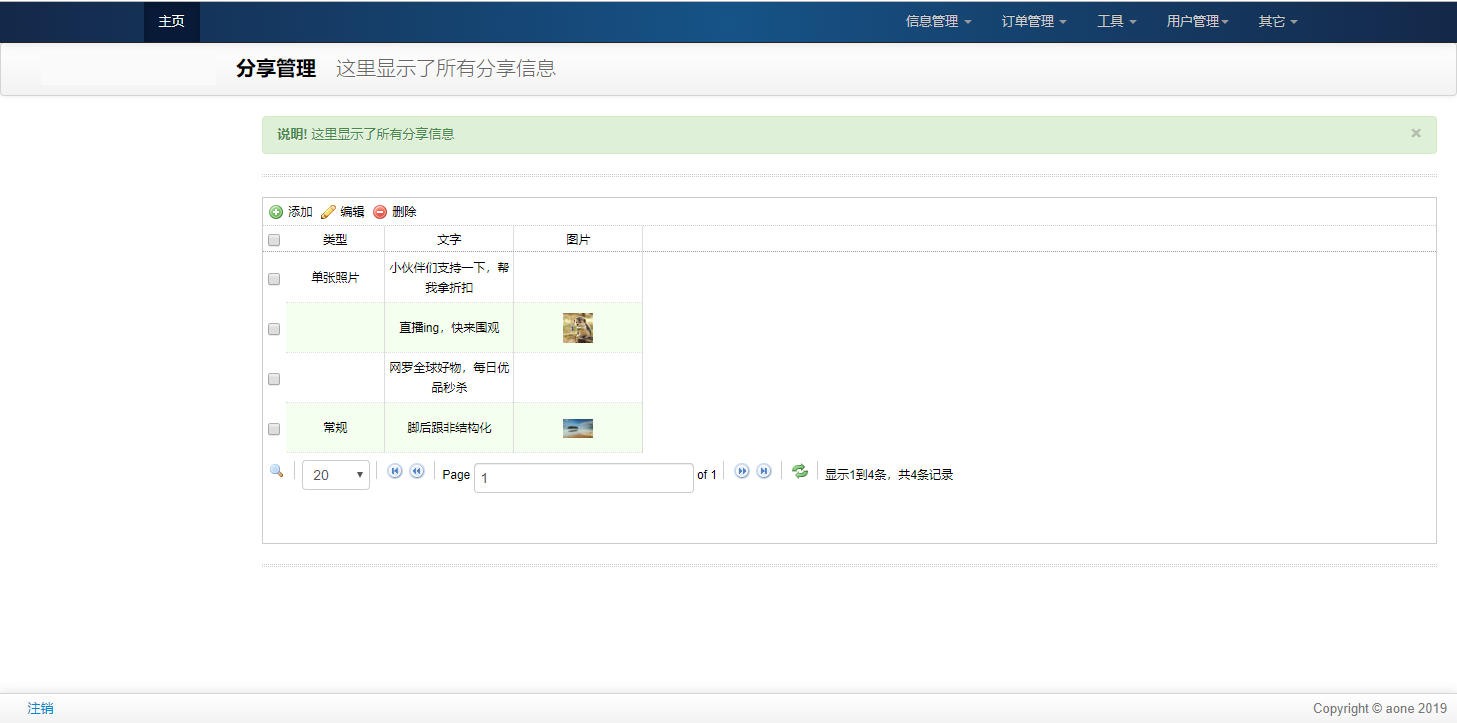 主页 信息管理 订单管理 工具 用户管理 其它
分享管理 这里显示了所有分享信息
说明! 这里显示了所有分享信息 ×
添加 编辑 删除
类型 文字 图片
单张照片 小伙伴们支持一下，帮
我拿折扣
直播ing，快来围观
网罗全球好物，每日优
品秒杀
常规 脚后跟非结构化
20 Page 1 of 1 显示1到4条，共4条记录
注销 Copyright © aone 2019